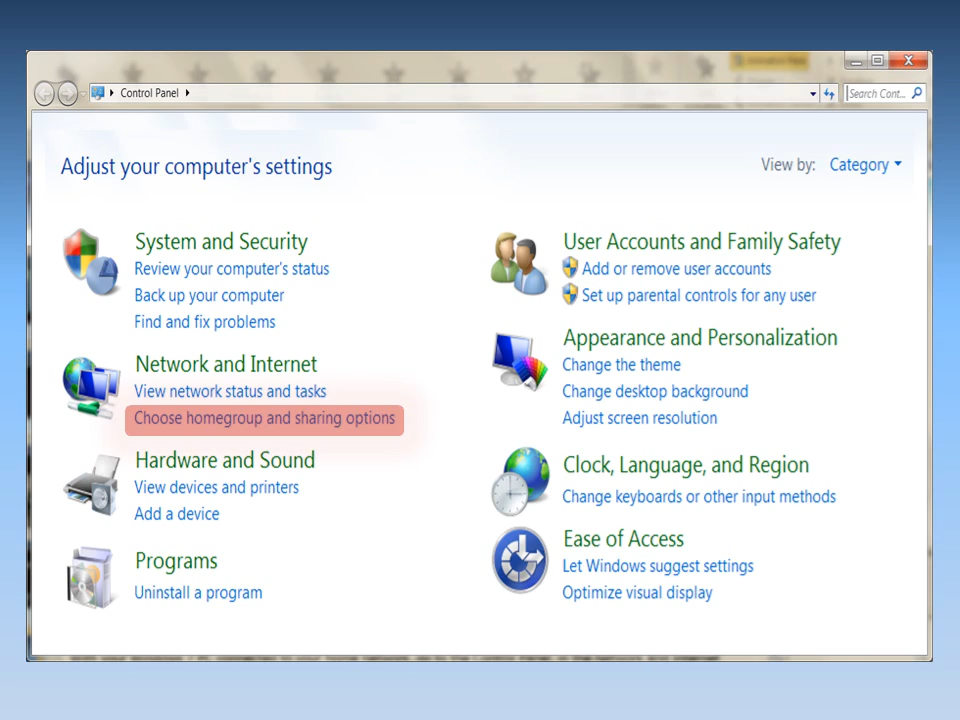 Control Panel
Search Cont...
Adjust your computer's settings
View by: Category
System and Security
Review your computer's status
Back up your computer
Find and fix problems
Network and Internet
View network status and tasks
Choose homegroup and sharing options
Hardware and Sound
View devices and printers
Add a device
Programs
Uninstall a program
User Accounts and Family Safety
Add or remove user accounts
Set up parental controls for any user
Appearance and Personalization
Change the theme
Change desktop background
Adjust screen resolution
Clock, Language, and Region
Change keyboards or other input methods
Ease of Access
Let Windows suggest settings
Optimize visual display